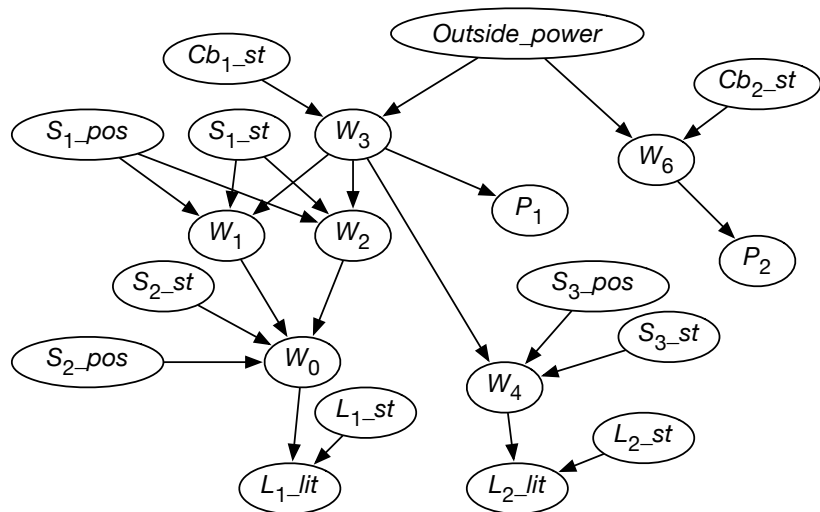 Outside_power
Cb1_st
Cb2_st
S1_pos
S1_st
W3
W6
P1
W1
W2
P2
S2_st
S3_pos
S3_st
S2_pos
W0
W4
L1_st
L2_st
L1_lit
L2_lit